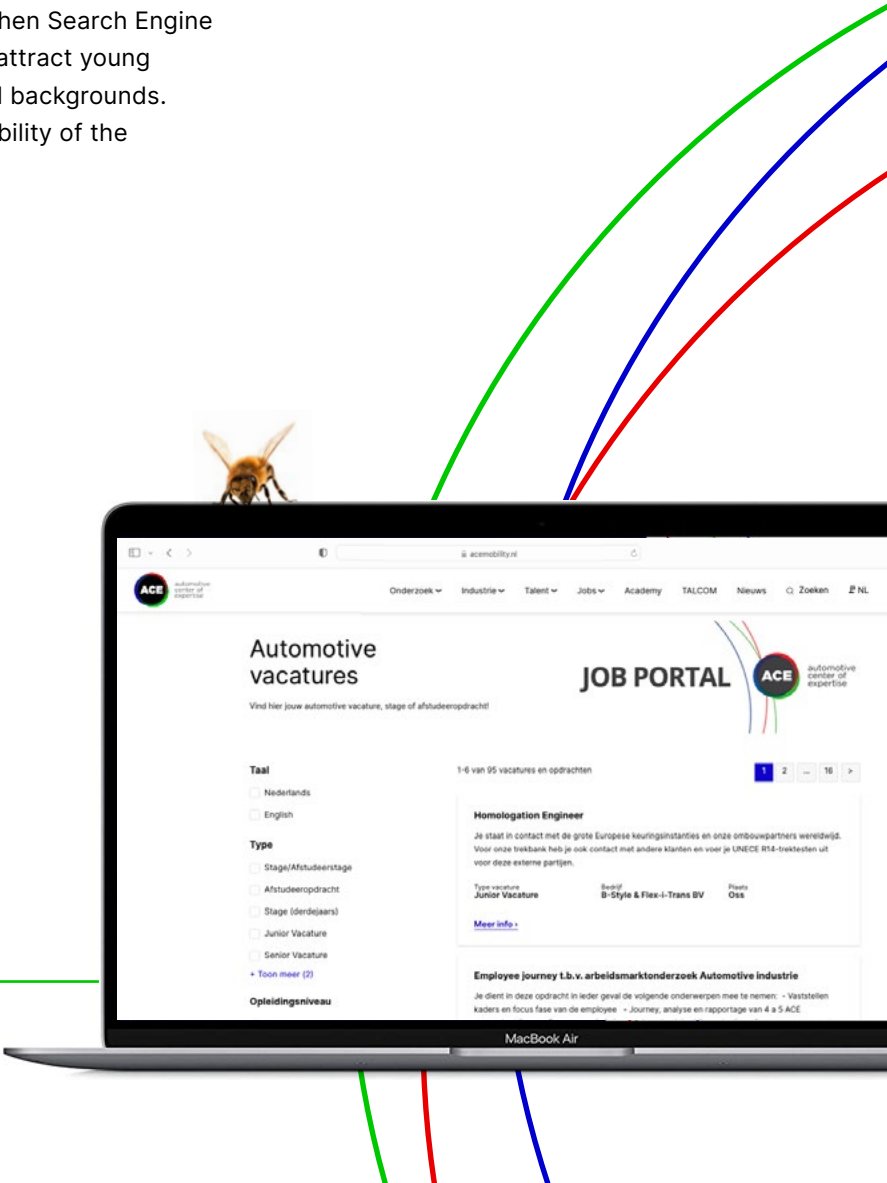 hen Search Engine
attract young
backgrounds.
bility of the
acemobility.nl
ACE
automotive
center of
expertise
Onderzoek Industrie Talent Jobs Academy TALCOM Nieuws Zoeken NL
Automotive
vacatures
Vind hier jouw automotive vacature, stage of afstudeeropdracht!
JOB PORTAL
ACE
automotive
center of
expertise
Taal
Nederlands
English
Type
Stage/Afstudeerstage
Afstudeeropdracht
Stage (derdejaars)
Junior Vacature
Senior Vacature
+ Toon meer (2)
Opleidingsniveau
1-6 van 95 vacatures en opdrachten
1 2 ... 16 >
Homologation Engineer
Je staat in contact met de grote Europese keuringsinstanties en onze ombouwpartners wereldwijd.
Voor onze trekbank heb je ook contact met andere klanten en voer je UNECE R14-trektesten uit
voor deze externe partijen.
Type vacature Bedrijf Plaats
Junior Vacature B-Style & Flex-i-Trans BV Oss
Meer info ›
Employee journey t.b.v. arbeidsmarktonderzoek Automotive industrie
Je dient in deze opdracht in ieder geval de volgende onderwerpen mee te nemen: - Vaststellen
kaders en focus fase van de employee - Journey, analyse en rapportage van 4 a 5 ACE
MacBook Air